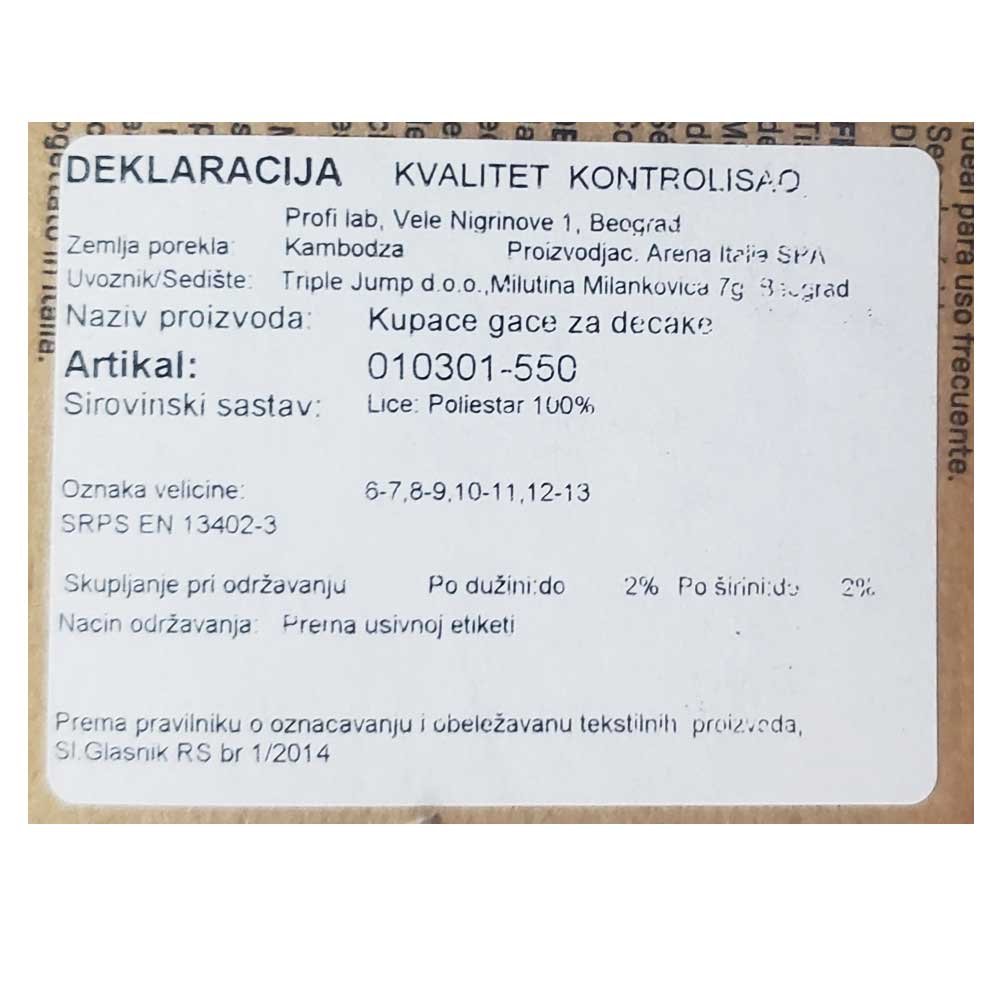 DEKLARACIJA KVALITET KONTROLISAO
Profi lab, Vele Nigrinove 1, Beograd
Zemlja porekla: Kambodza Proizvodjac. Arena Italia SPA
Uvoznik/Sedište: Triple Jump d.o.o.,Milutina Milankovica 7g Beograd
Naziv proizvoda: Kupace gace za decake
Artikal: 010301-550
Sirovinski sastav: Lice: Poliestar 100%
Oznaka velicine: 6-7,8-9,10-11,12-13
SRPS EN 13402-3
Skupljanje pri održavanju Po dužini:do 2% Po širini:do 2%
Nacin održavanja: Prema usivnoj etiketi
Prema pravilniku o oznacavanju i obeležavanu tekstilnih proizvoda,
Sl.Glasnik RS br 1/2014
ideal para uso frecuente.